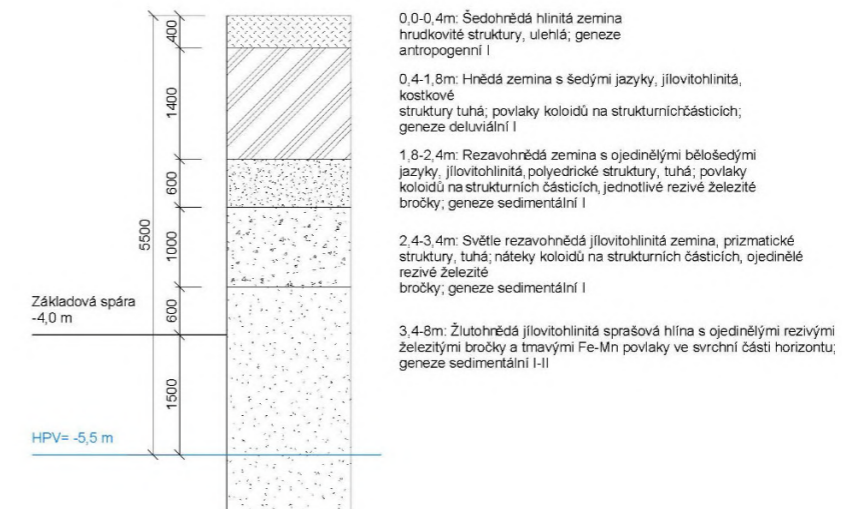 400
0,0-0,4m: Šedohnědá hlinitá zemina
hrudkovité struktury, ulehlá; geneze
antropogenní I
1400
0,4-1,8m: Hnědá zemina s šedými jazyky, jílovitohlinitá,
kostkové
struktury tuhá; povlaky koloidů na strukturníchčásticích;
geneze deluviální I
600
1,8-2,4m: Rezavohnědá zemina s ojedinělými bělošedými
jazyky, jílovitohlinitá, polyedrické struktury, tuhá; povlaky
koloidů na strukturních částicích, jednotlivé rezivé železité
bročky; geneze sedimentální I
5500
1000
2,4-3,4m: Světle rezavohnědá jílovitohlinitá zemina, prizmatické
struktury, tuhá; náteky koloidů na strukturních částicích, ojedinělé
rezivé železité
bročky; geneze sedimentální I
600
Základová spára
-4,0 m
3,4-8m: Žlutohnědá jílovitohlinitá sprašová hlína s ojedinělými rezivými
železitými bročky a tmavými Fe-Mn povlaky ve svrchní části horizontu;
geneze sedimentální I-II
1500
HPV= -5,5 m